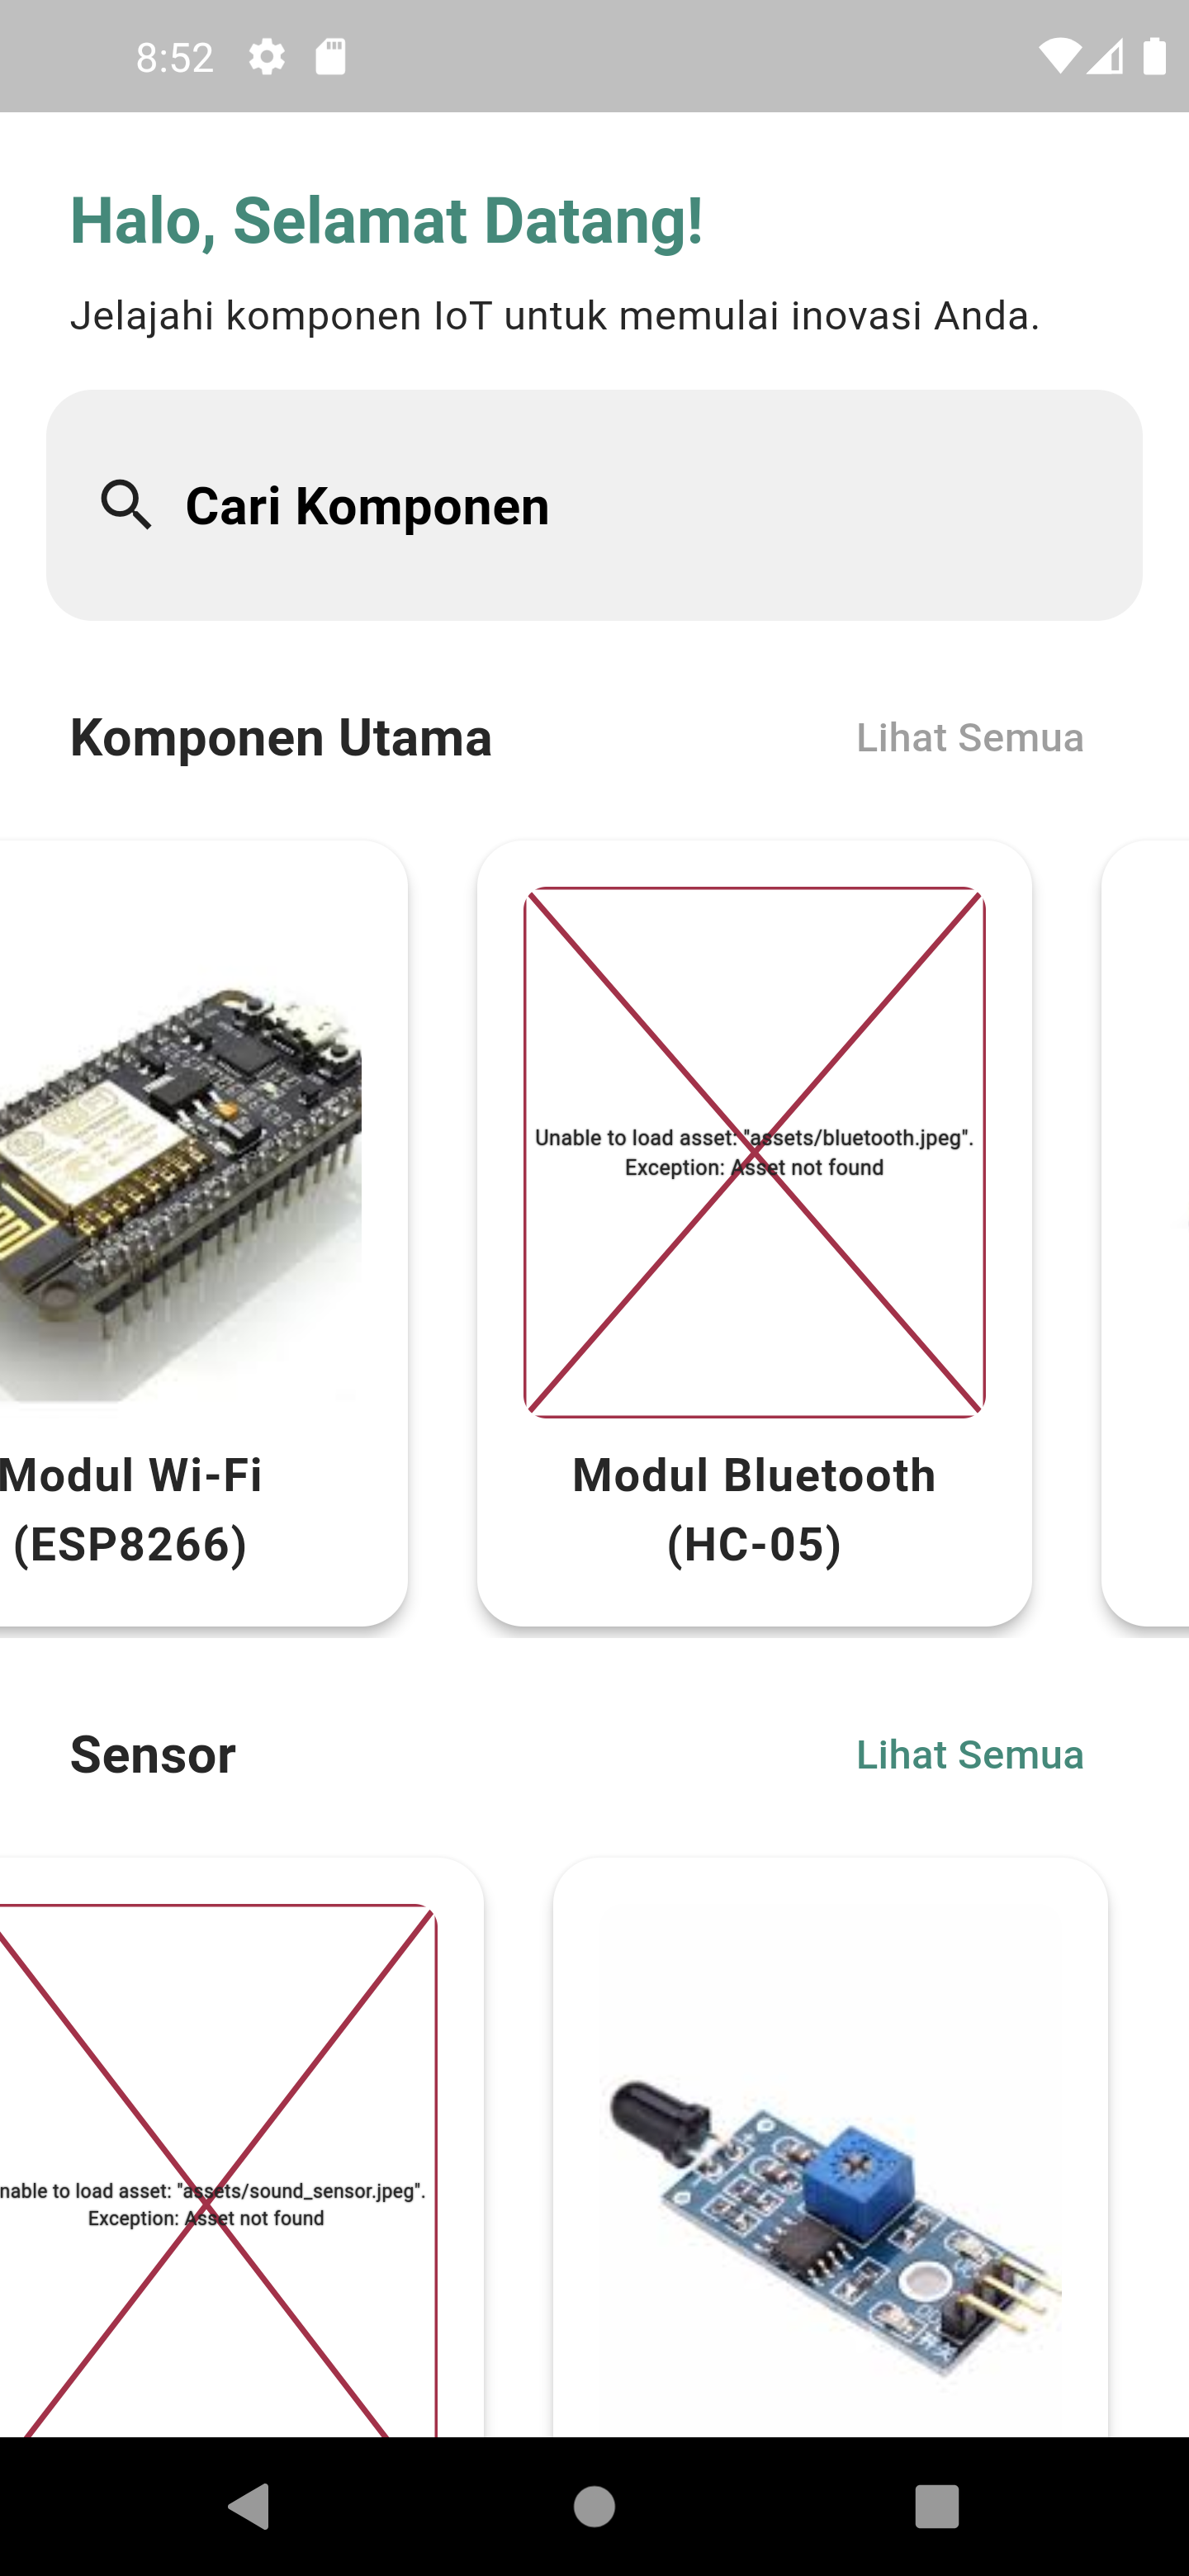 8:52
Halo, Selamat Datang!
Jelajahi komponen IoT untuk memulai inovasi Anda.
Cari Komponen
Komponen Utama
Lihat Semua
Unable to load asset: "assets/bluetooth.jpeg".
Exception: Asset not found
Modul Wi-Fi
(ESP8266)
Modul Bluetooth
(HC-05)
Sensor
Lihat Semua
nable to load asset: "assets/sound_sensor.jpeg".
Exception: Asset not found